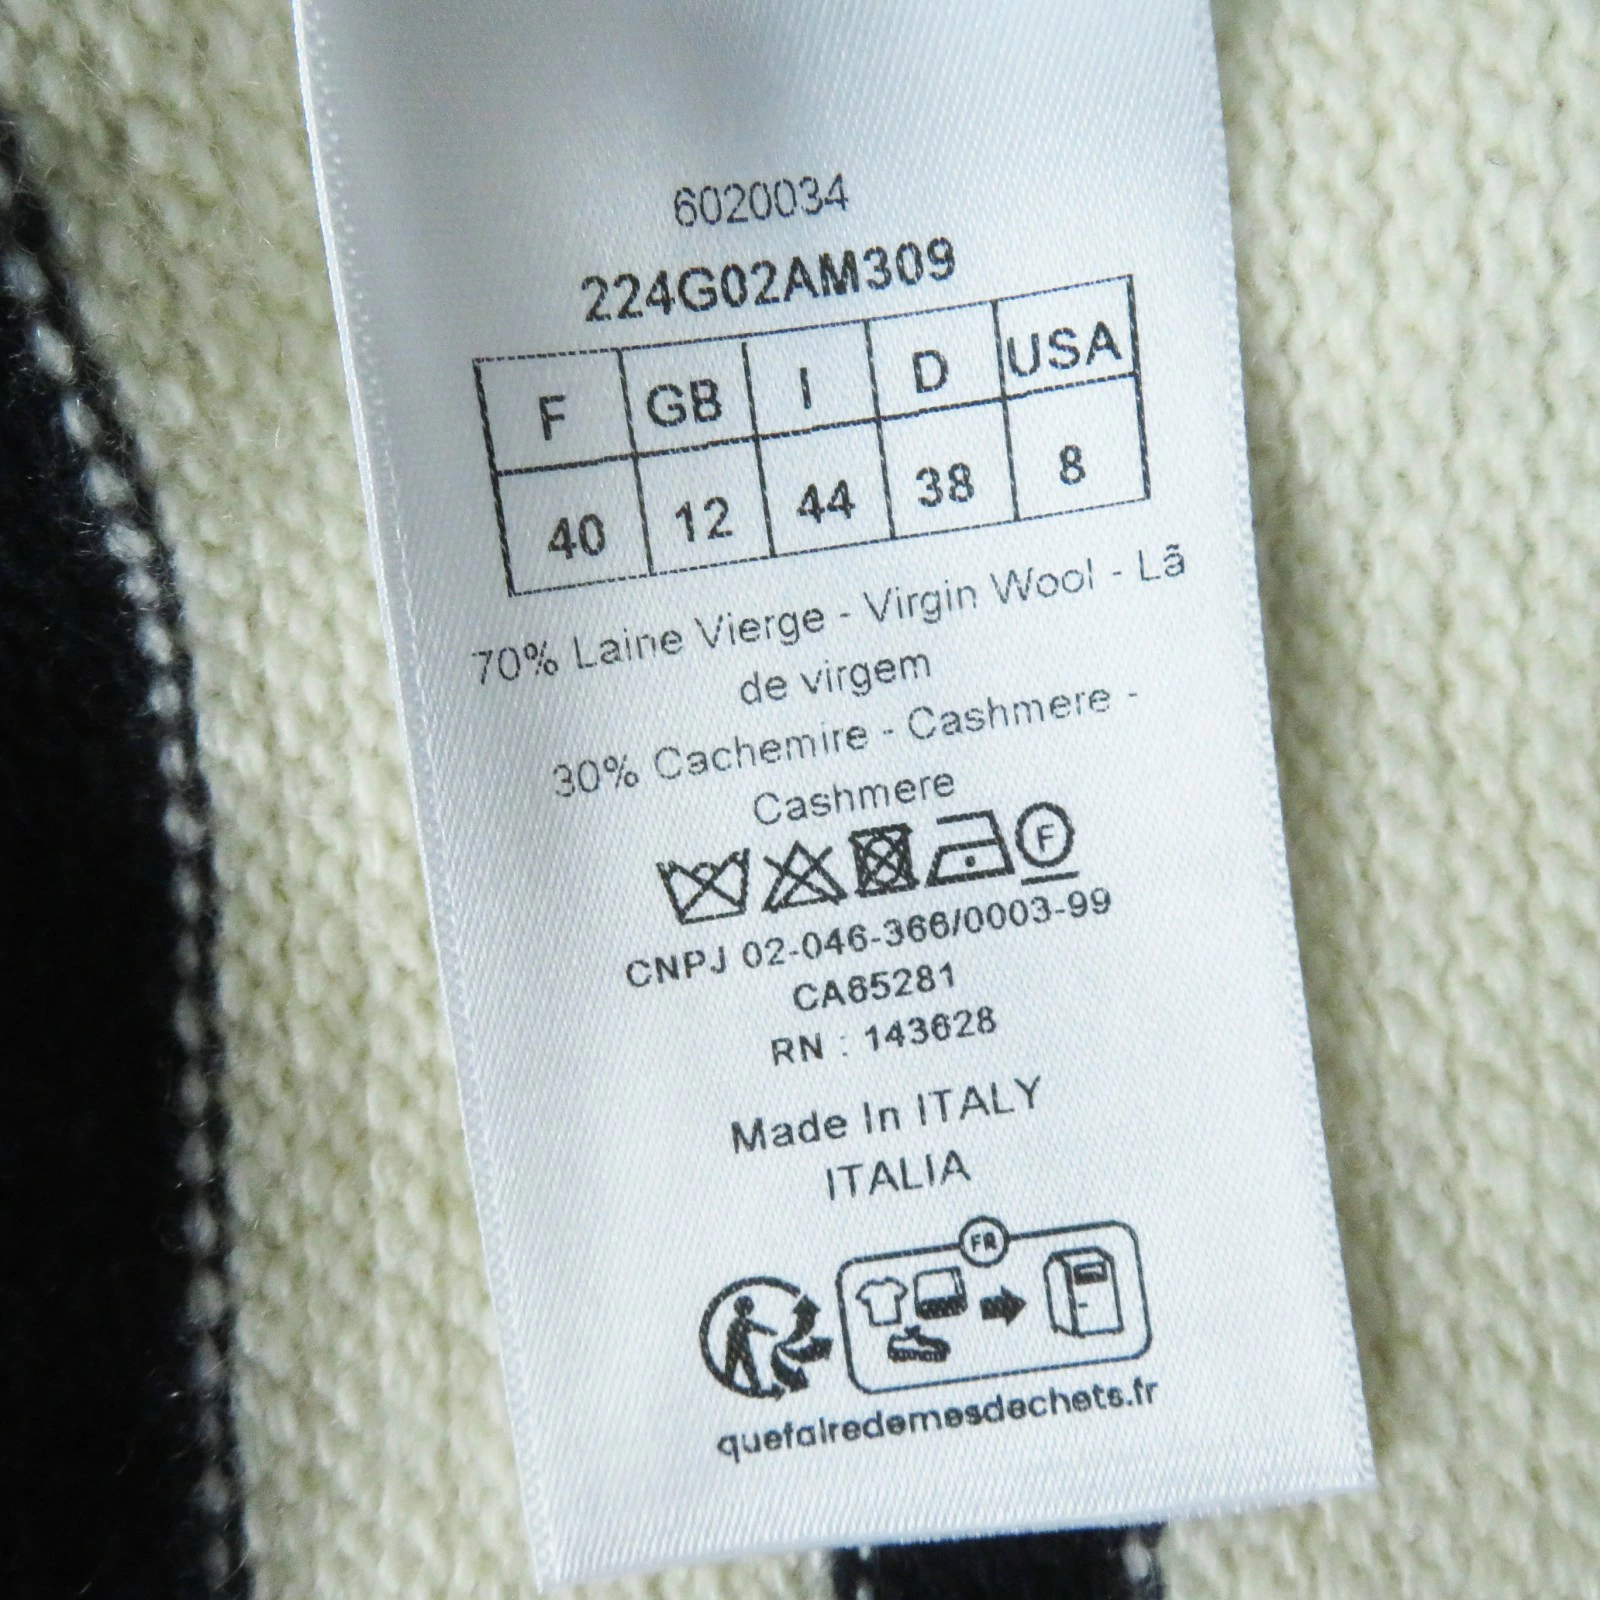 6020034
224G02AM309
F GB I D USA
40 12 44 38 8
70% Laine Vierge - Virgin Wool - Lã
de virgem
30% Cachemire - Cashmere -
Cashmere
F
CNPJ 02-046-366/0003-99
CA65281
RN : 143628
Made In ITALY
ITALIA
FR
quefairedemesdechets.fr